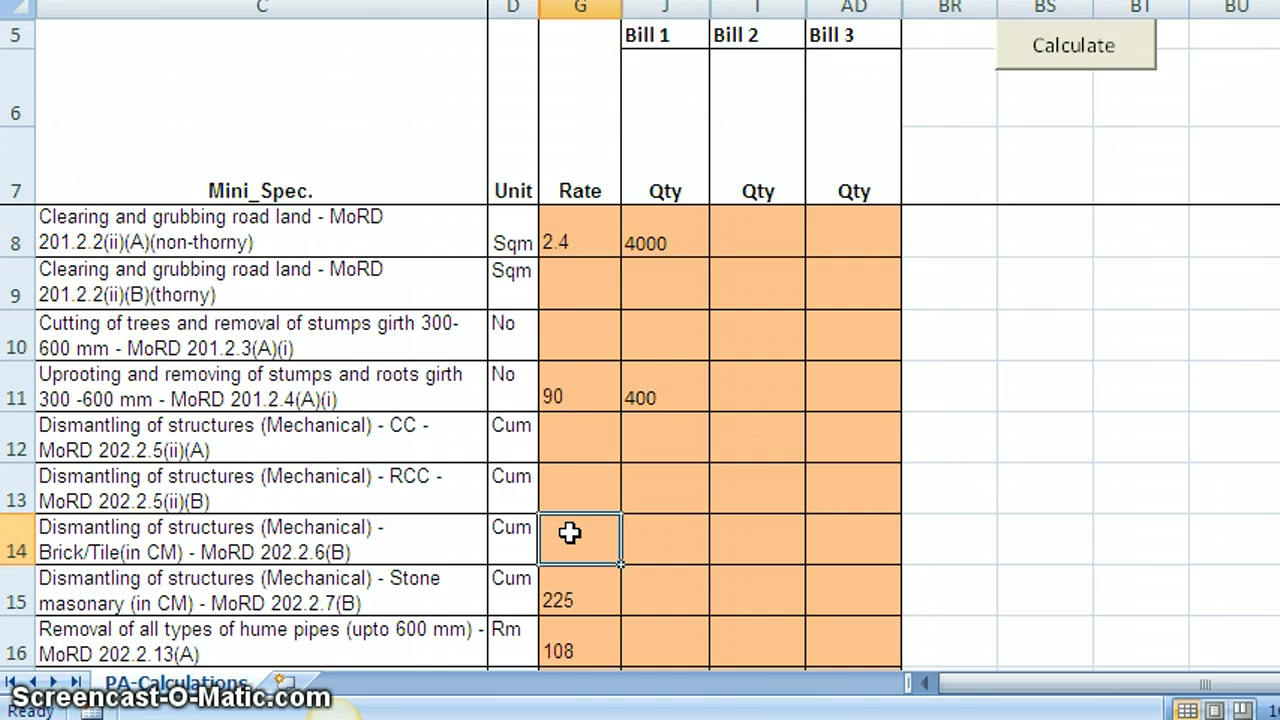 C D G J T AD BR BS BT BU
5 Bill 1 Bill 2 Bill 3 Calculate
6
7 Mini_Spec. Unit Rate Qty Qty Qty
Clearing and grubbing road land - MoRD
8 201.2.2(ii)(A)(non-thorny) Sqm 2.4 4000
Clearing and grubbing road land - MoRD Sqm
9 201.2.2(ii)(B)(thorny)
Cutting of trees and removal of stumps girth 300- No
10 600 mm - MoRD 201.2.3(A)(i)
Uprooting and removing of stumps and roots girth No
11 300 -600 mm - MoRD 201.2.4(A)(i) 90 400
Dismantling of structures (Mechanical) - CC - Cum
12 MoRD 202.2.5(ii)(A)
Dismantling of structures (Mechanical) - RCC - Cum
13 MoRD 202.2.5(ii)(B)
Dismantling of structures (Mechanical) - Cum
14 Brick/Tile(in CM) - MoRD 202.2.6(B)
Dismantling of structures (Mechanical) - Stone Cum
15 masonary (in CM) - MoRD 202.2.7(B) 225
Removal of all types of hume pipes (upto 600 mm) - Rm
16 MoRD 202.2.13(A) 108
PA-Calculations
Screencast-O-Matic.com
Ready